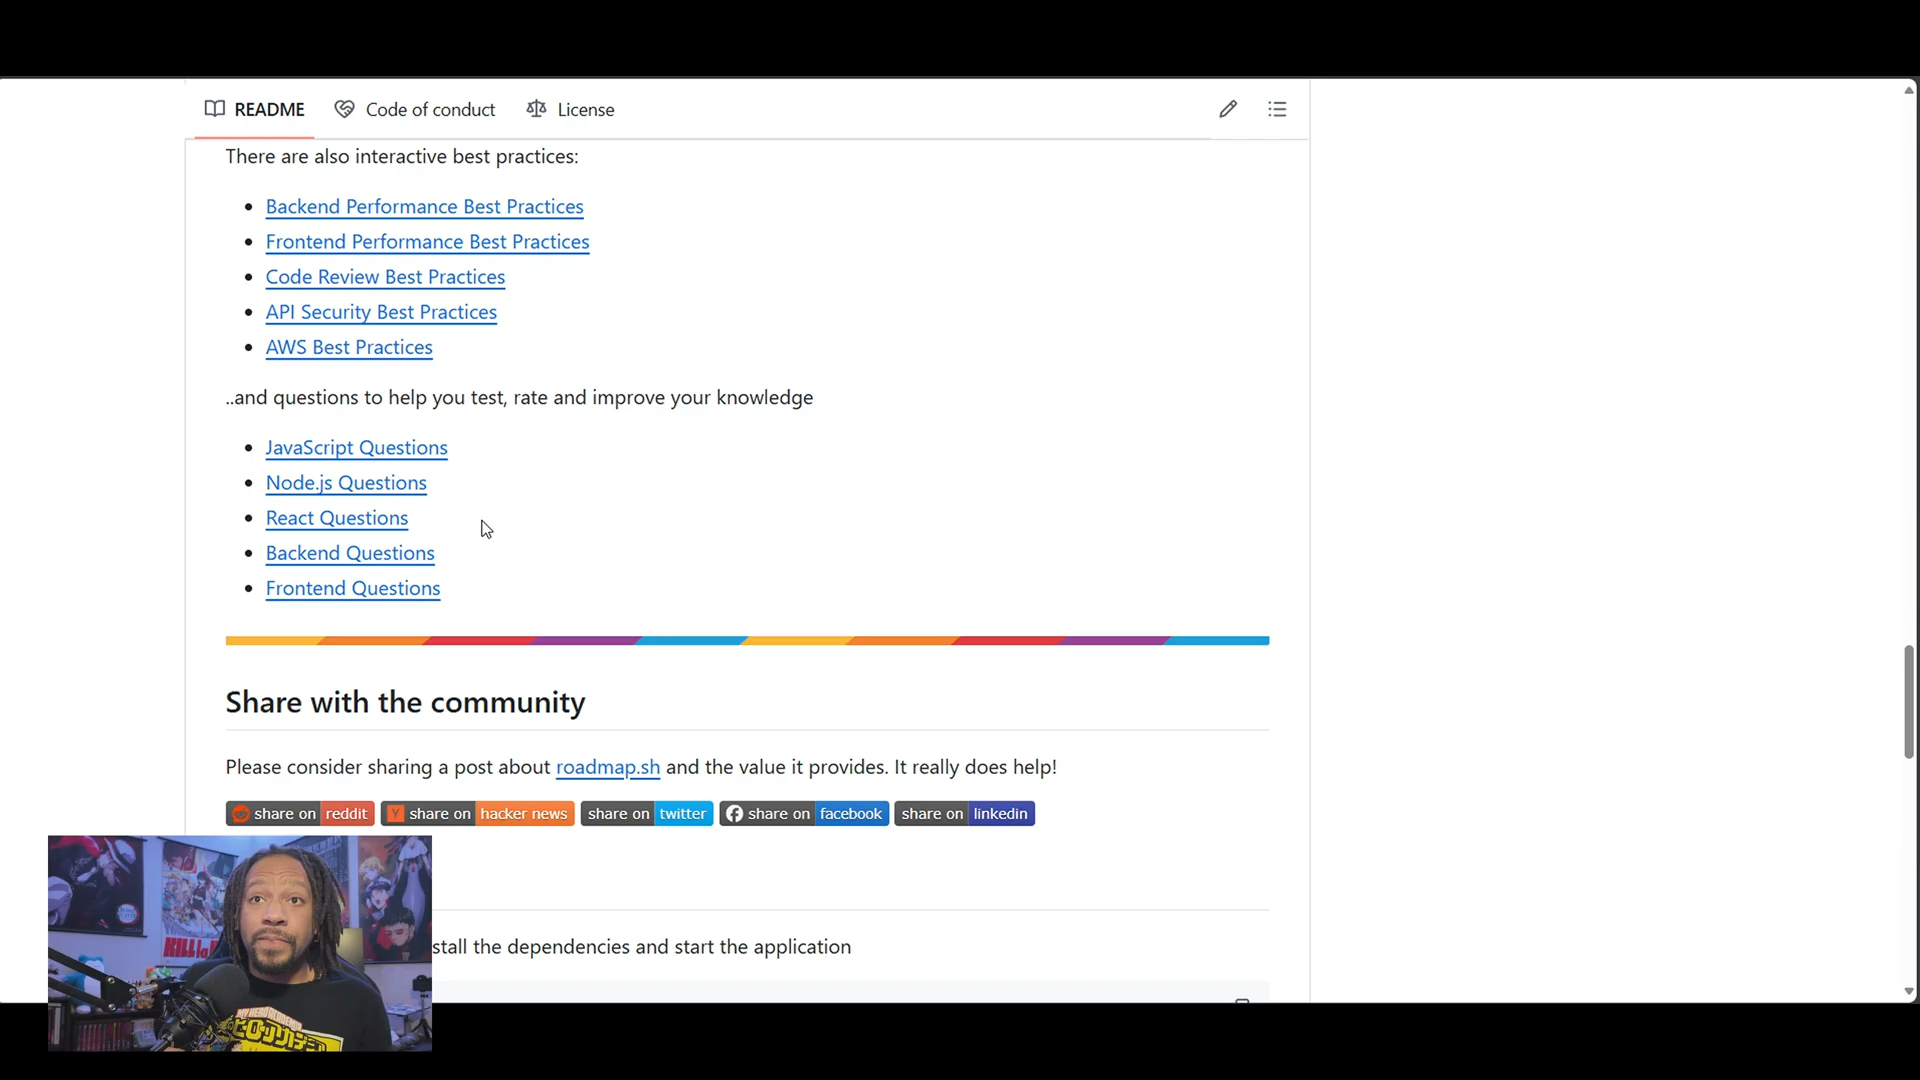 README
Code of conduct
License
There are also interactive best practices:
Backend Performance Best Practices
Frontend Performance Best Practices
Code Review Best Practices
API Security Best Practices
AWS Best Practices
..and questions to help you test, rate and improve your knowledge
JavaScript Questions
Node.js Questions
React Questions
Backend Questions
Frontend Questions
Share with the community
Please consider sharing a post about roadmap.sh and the value it provides. It really does help!
share on reddit share on hacker news share on twitter share on facebook share on linkedin
stall the dependencies and start the application